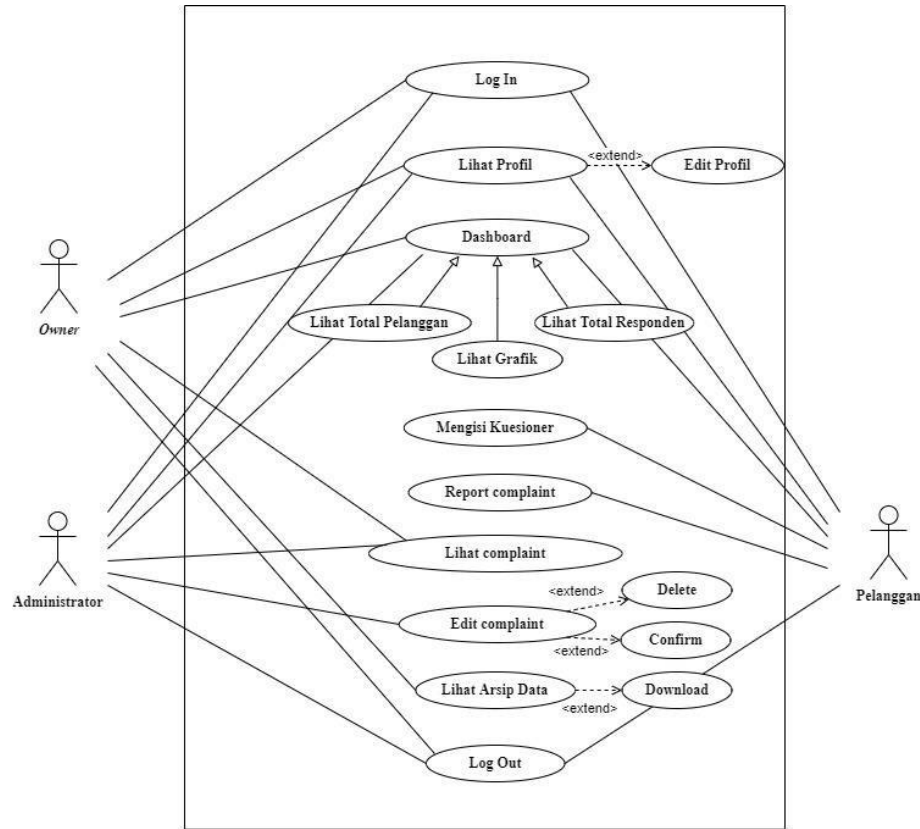 Log In
Lihat Profil
<extend>
Edit Profil
Dashboard
Owner
Lihat Total Pelanggan
Lihat Total Responden
Lihat Grafik
Mengisi Kuesioner
Report complaint
Lihat complaint
Administrator
Pelanggan
<extend>
Delete
Edit complaint
Confirm
<extend>
Lihat Arsip Data
Download
<extend>
Log Out